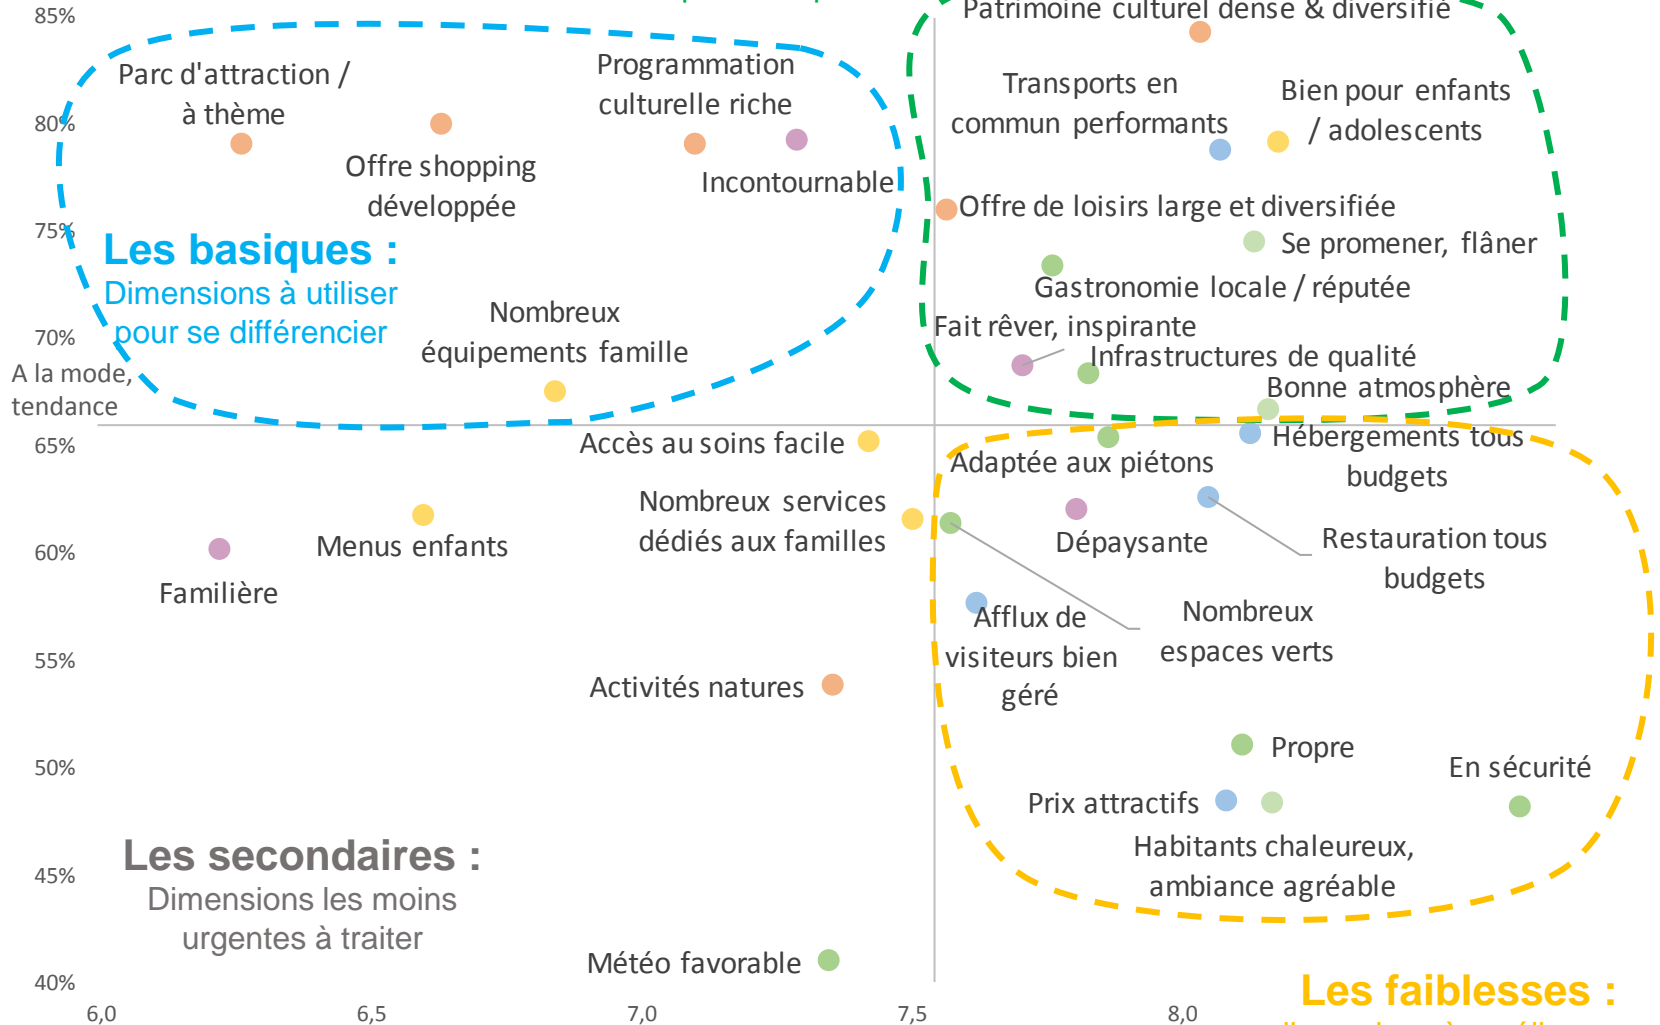 85%
Patrimoine culturel dense & diversifié
Parc d'attraction /
à thème
Programmation
culturelle riche
Transports en
commun performants
Bien pour enfants
/ adolescents
80%
Offre shopping
développée
Incontournable
Offre de loisirs large et diversifiée
75%
Les basiques :
Dimensions à utiliser
pour se différencier
Se promener, flâner
Gastronomie locale / réputée
Nombreux
équipements famille
Fait rêver, inspirante
70%
Infrastructures de qualité
A la mode,
tendance
Bonne atmosphère
65%
Accès au soins facile
Adaptée aux piétons
Hébergements tous
budgets
Nombreux services
dédiés aux familles
Menus enfants
Dépaysante
Restauration tous
budgets
60%
Familière
Afflux de
visiteurs bien
géré
Nombreux
espaces verts
55%
Activités natures
50%
Propre
En sécurité
Prix attractifs
Habitants chaleureux,
ambiance agréable
45%
Les secondaires :
Dimensions les moins
urgentes à traiter
Météo favorable
40%
Les faiblesses :
6,0
6,5
7,0
7,5
8,0